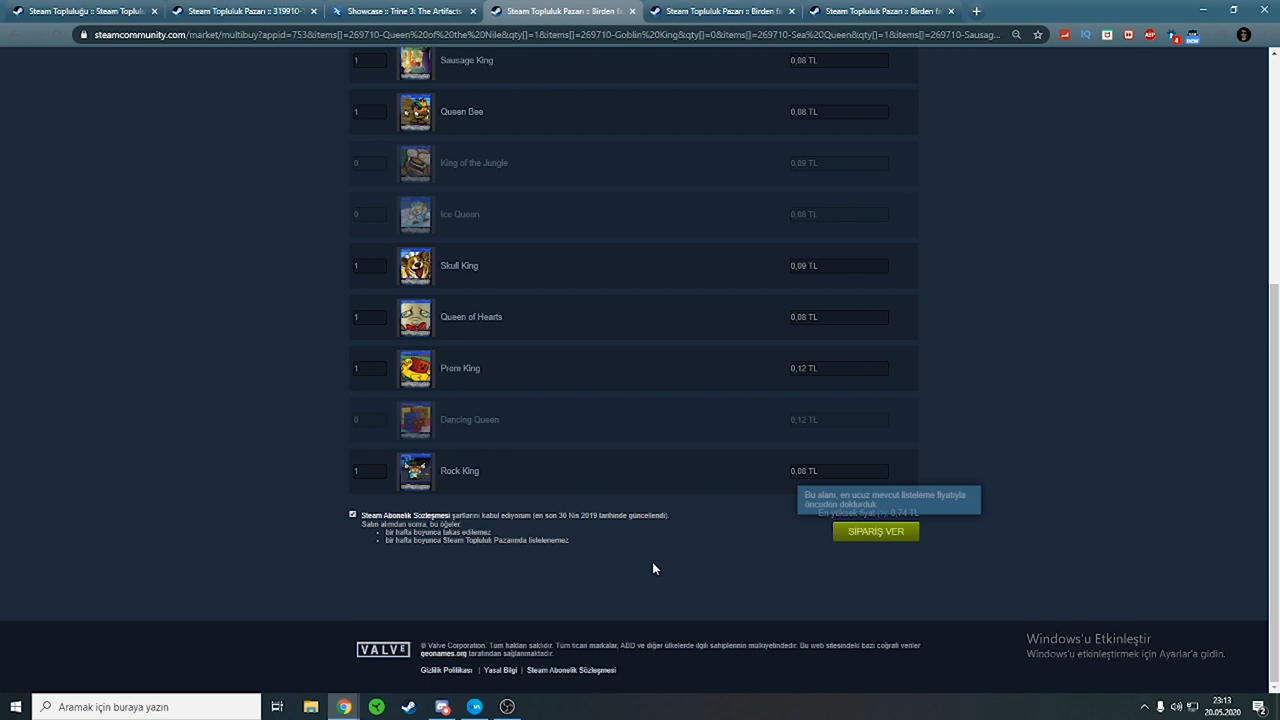 Steam Topluluğu :: Steam Toplulu
Steam Topluluk Pazarı :: 319910-T
Showcase :: Trine 3: The Artifacts
Steam Topluluk Pazarı :: Birden fa
Steam Topluluk Pazarı :: Birden fa
Steam Topluluk Pazarı :: Birden fa
steamcommunity.com/market/multibuy?appid=753&items[]=269710-Queen%20of%20the%20Nile&qty[]=1&items[]=269710-Goblin%20King&qty[]=0&items[]=269710-Sea%20Queen&qty[]=1&items[]=269710-Sausag...
1 Sausage King 0,08 TL
1 Queen Bee 0,08 TL
0 King of the Jungle 0,09 TL
0 Ice Queen 0,08 TL
1 Skull King 0,09 TL
1 Queen of Hearts 0,08 TL
1 Prom King 0,12 TL
0 Dancing Queen 0,12 TL
1 Rock King 0,08 TL
Bu alanı, en ucuz mevcut listeleme fiyatıyla
önceden doldurduk
En yüksek fiyat (?): 0,74 TL
Steam Abonelik Sözleşmesi şartlarını kabul ediyorum (en son 30 Nis 2019 tarihinde güncellendi).
Satın alımdan sonra, bu öğeler:
bir hafta boyunca takas edilemez
bir hafta boyunca Steam Topluluk Pazarında listelenemez
SİPARİŞ VER
VALVE
© Valve Corporation. Tüm hakları saklıdır. Tüm ticari markalar, ABD ve diğer ülkelerde ilgili sahiplerinin mülkiyetindedir. Bu web sitesindeki bazı coğrafi veriler
geonames.org tarafından sağlanmaktadır.
Gizlilik Politikası | Yasal Bilgi | Steam Abonelik Sözleşmesi
Windows'u Etkinleştir
Windows'u etkinleştirmek için Ayarlar'a gidin.
Aramak için buraya yazın
23:13
20.05.2020
2